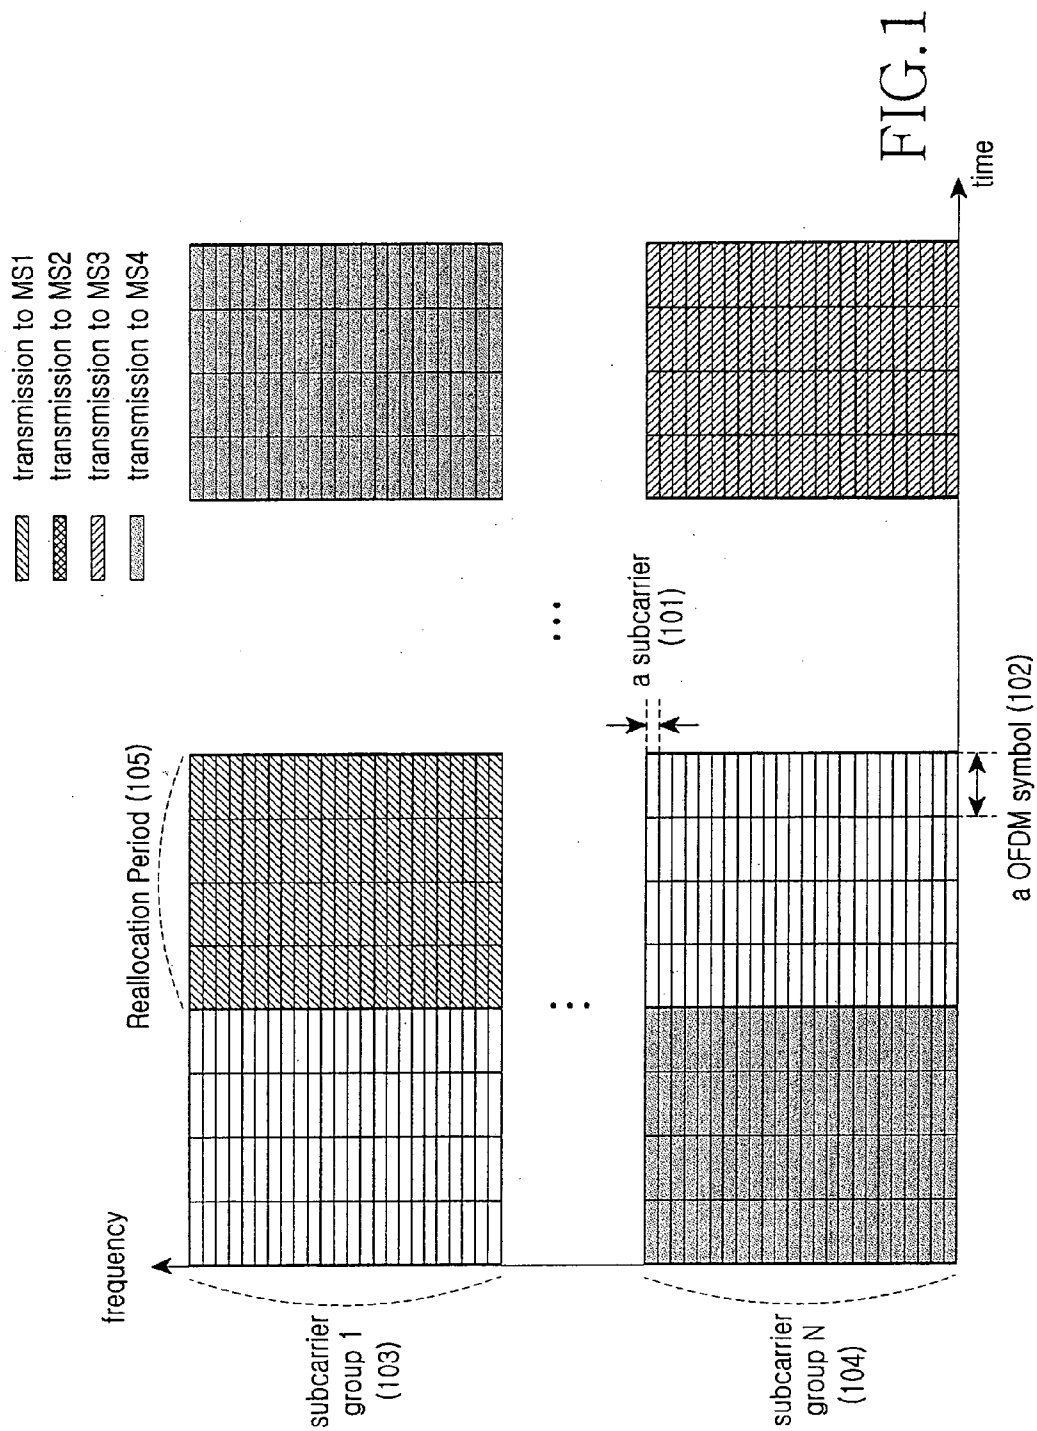 transmission to MS1
transmission to MS2
transmission to MS3
transmission to MS4
Reallocation Period (105)
frequency
subcarrier
group 1
(103)
a subcarrier
(101)
subcarrier
group N
(104)
a OFDM symbol (102)
time
FIG.1